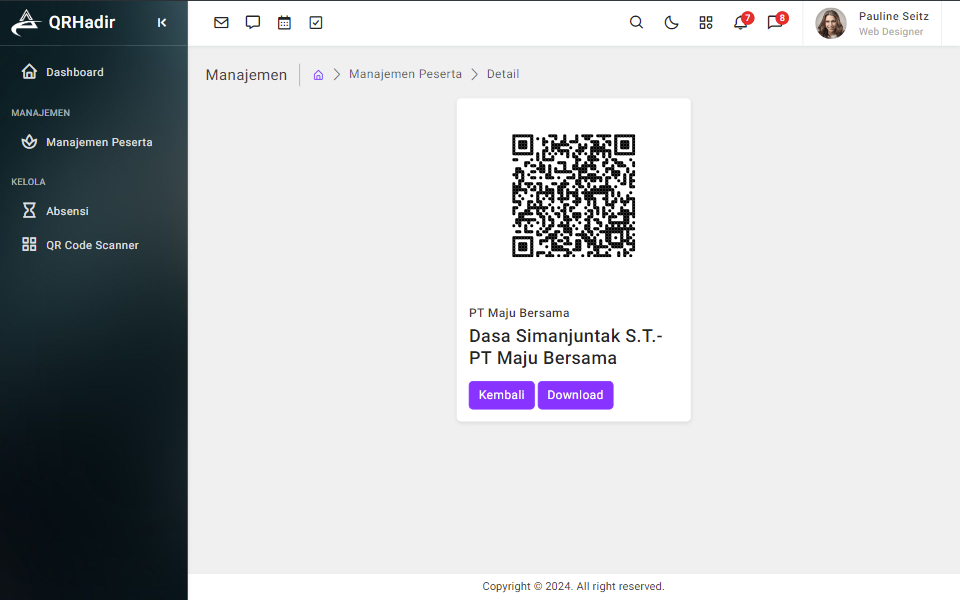 QRHadir
7
8
Pauline Seitz
Web Designer
Dashboard
MANAJEMEN
Manajemen Peserta
KELOLA
Absensi
QR Code Scanner
Manajemen
Manajemen Peserta
Detail
PT Maju Bersama
Dasa Simanjuntak S.T.-
PT Maju Bersama
Kembali
Download
Copyright © 2024. All right reserved.